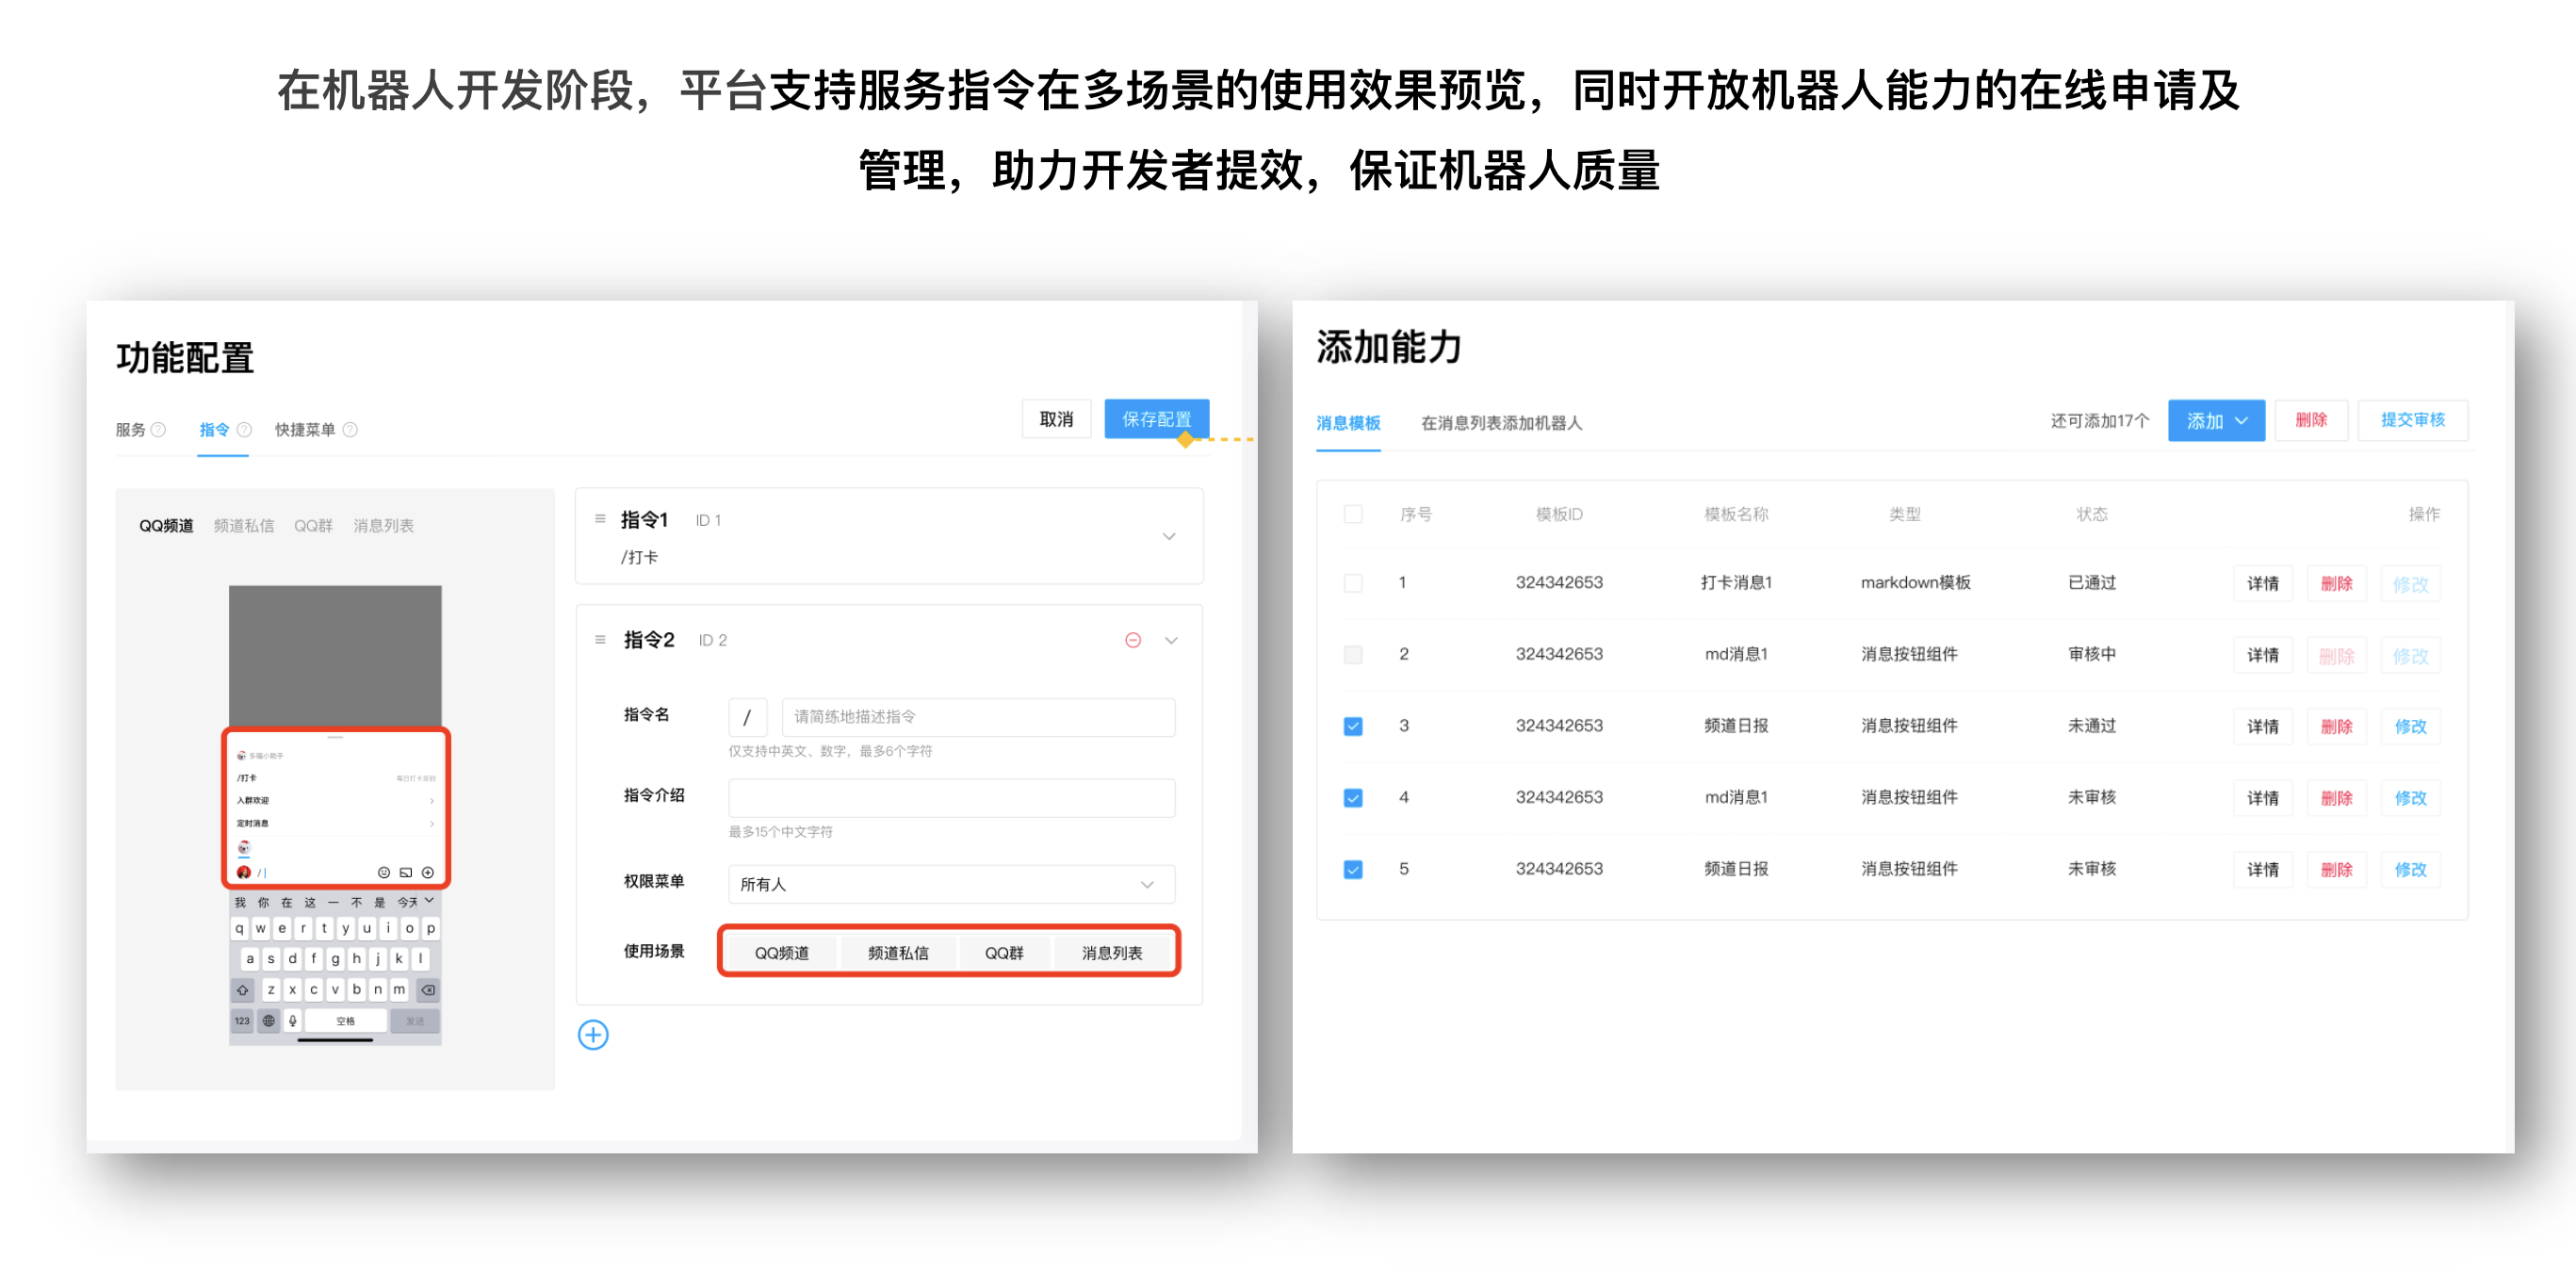 在机器人开发阶段，平台支持服务指令在多场景的使用效果预览，同时开放机器人能力的在线申请及
管理，助力开发者提效，保证机器人质量
功能配置
服务 指令 快捷菜单
取消 保存配置
QQ频道 频道私信 QQ群 消息列表
多喵小助手
/打卡 每日打卡签到
入群欢迎
定时消息
/|
我 你 在 这 一 不 是 今天
q w e r t y u i o p
a s d f g h j k l
z x c v b n m
123 空格 发送
指令1 ID 1
/打卡
指令2 ID 2
指令名 / 请简练地描述指令
仅支持中英文、数字，最多6个字符
指令介绍
最多15个中文字符
权限菜单 所有人
使用场景 QQ频道 频道私信 QQ群 消息列表
添加能力
消息模板 在消息列表添加机器人 还可添加17个 添加 删除 提交审核
序号 模板ID 模板名称 类型 状态 操作
1 324342653 打卡消息1 markdown模板 已通过 详情 删除 修改
2 324342653 md消息1 消息按钮组件 审核中 详情 删除 修改
3 324342653 频道日报 消息按钮组件 未通过 详情 删除 修改
4 324342653 md消息1 消息按钮组件 未审核 详情 删除 修改
5 324342653 频道日报 消息按钮组件 未审核 详情 删除 修改